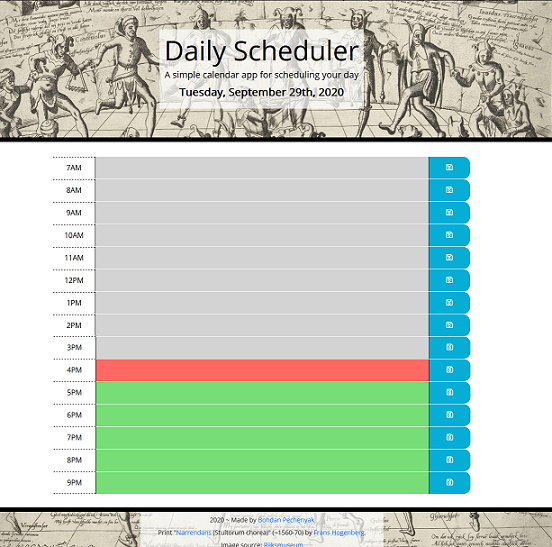 Daily Scheduler
A simple calendar app for scheduling your day
Tuesday, September 29th, 2020
7AM
8AM
9AM
10AM
11AM
12PM
1PM
2PM
3PM
4PM
5PM
6PM
7PM
8PM
9PM
2020 ~ Made by Bohdan Pechenyak
Print "Narrendans (Stultorum chorea)" (~1560-70) by Frans Hogenberg.
Image source: Rijksmuseum